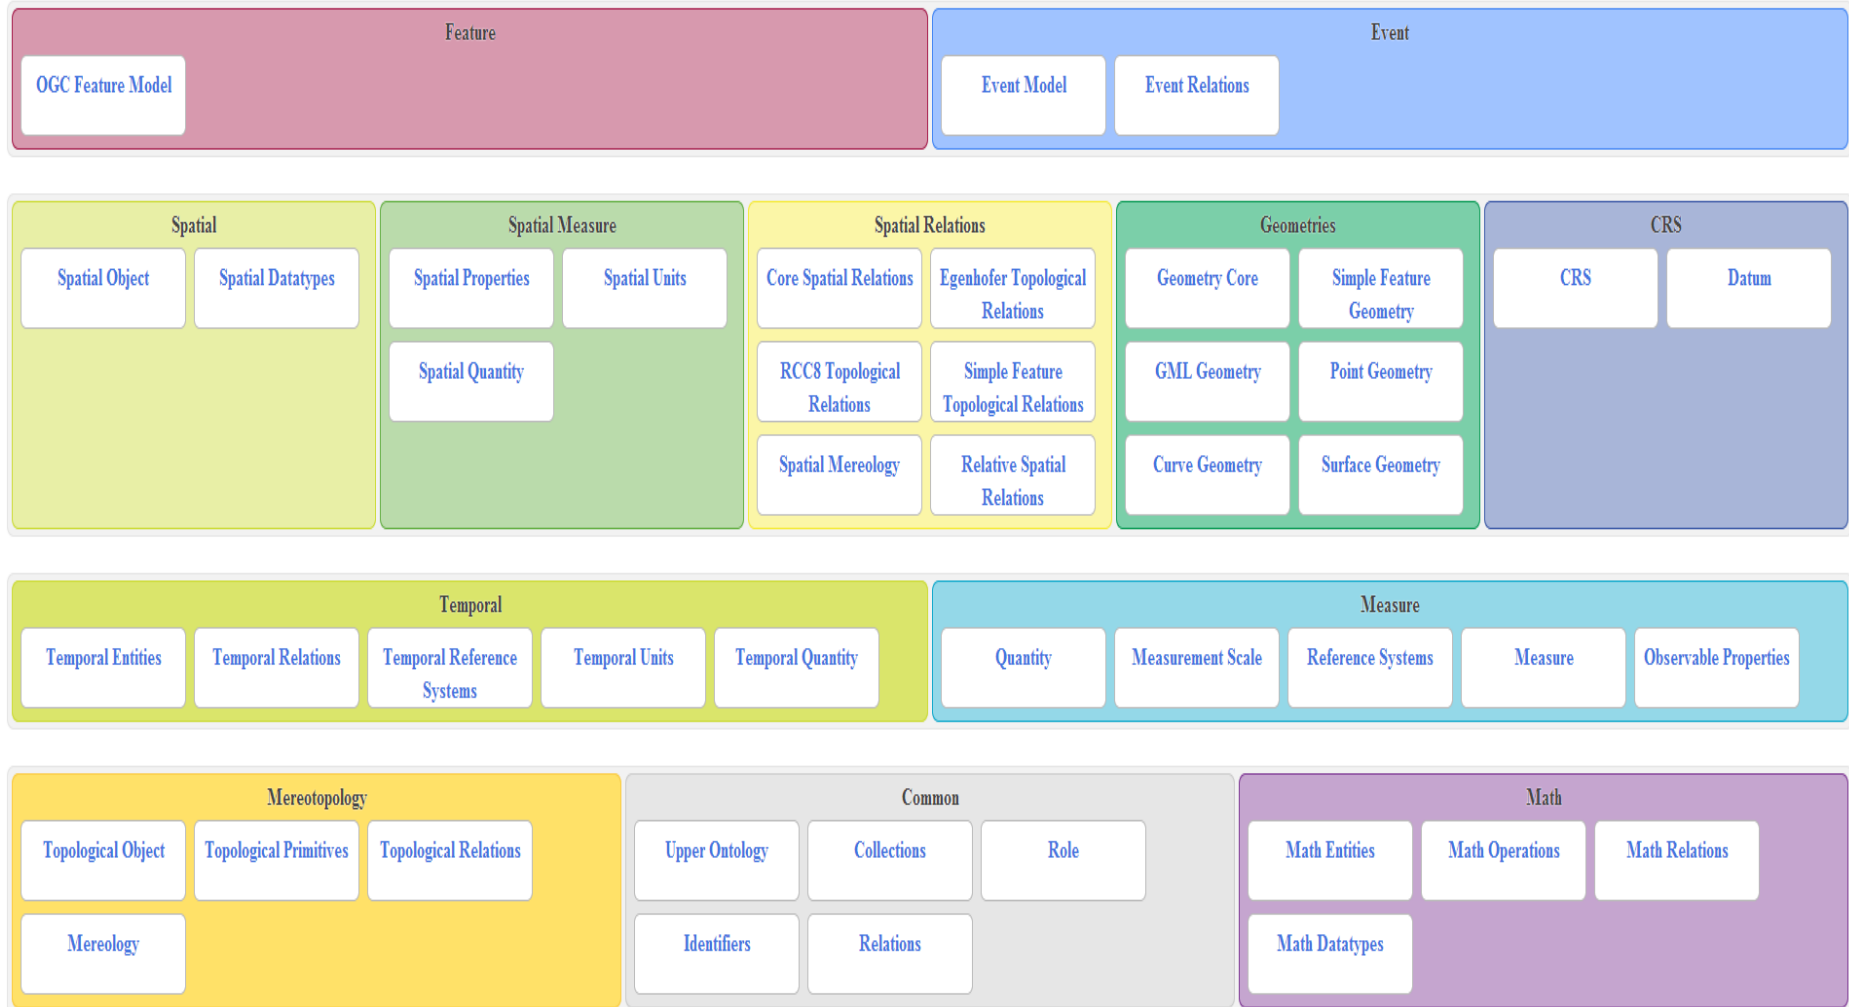 Feature
OGC Feature Model
Event
Event Model
Event Relations
Spatial
Spatial Object
Spatial Datatypes
Spatial Measure
Spatial Properties
Spatial Units
Spatial Quantity
Spatial Relations
Core Spatial Relations
Egenhofer Topological
Relations
RCC8 Topological
Relations
Simple Feature
Topological Relations
Spatial Mereology
Relative Spatial
Relations
Geometries
Geometry Core
Simple Feature
Geometry
GML Geometry
Point Geometry
Curve Geometry
Surface Geometry
CRS
CRS
Datum
Temporal
Temporal Entities
Temporal Relations
Temporal Reference
Systems
Temporal Units
Temporal Quantity
Measure
Quantity
Measurement Scale
Reference Systems
Measure
Observable Properties
Mereotopology
Topological Object
Topological Primitives
Topological Relations
Mereology
Common
Upper Ontology
Collections
Role
Identifiers
Relations
Math
Math Entities
Math Operations
Math Relations
Math Datatypes